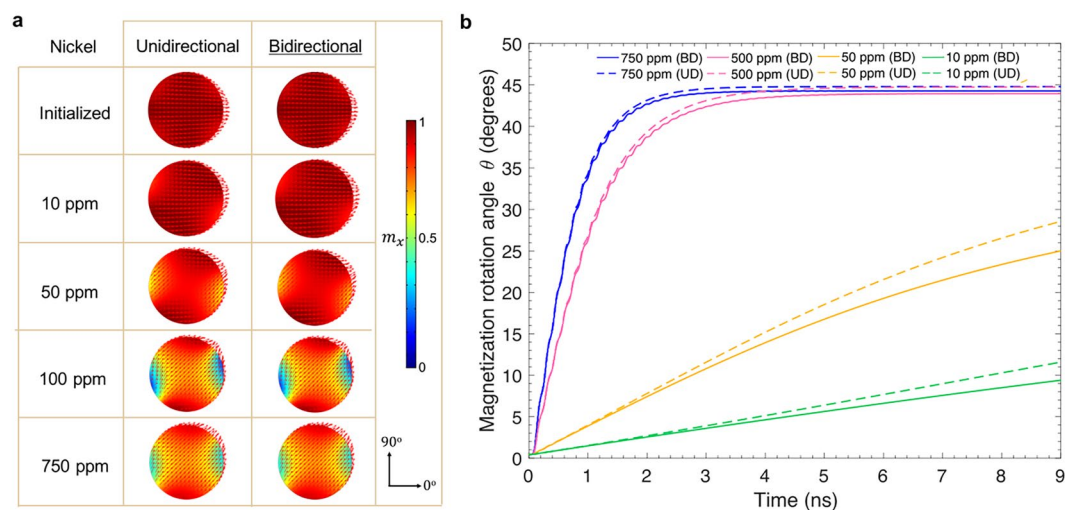 a
Nickel Unidirectional Bidirectional
Initialized
10 ppm
50 ppm
100 ppm
750 ppm
1
m_x 0.5
0
90°
0°
b
50
45
40
35
30
25
20
15
10
5
0
Magnetization rotation angle θ (degrees)
750 ppm (BD) 500 ppm (BD) 50 ppm (BD) 10 ppm (BD)
750 ppm (UD) 500 ppm (UD) 50 ppm (UD) 10 ppm (UD)
0 1 2 3 4 5 6 7 8 9
Time (ns)